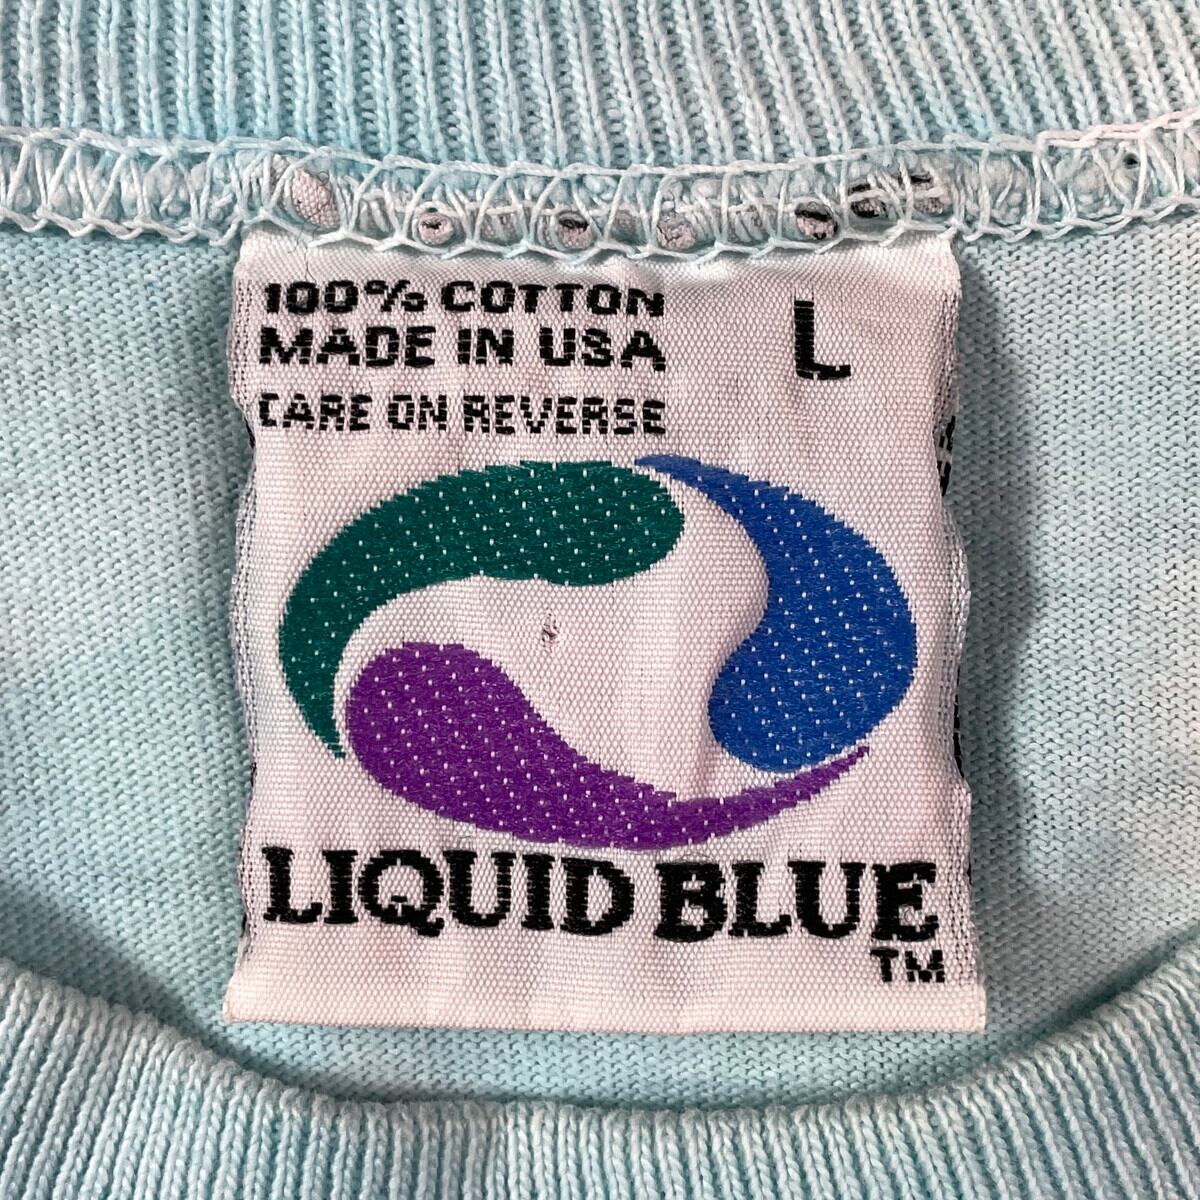 100% COTTON
MADE IN USA
L
CARE ON REVERSE
LIQUID BLUE
TM